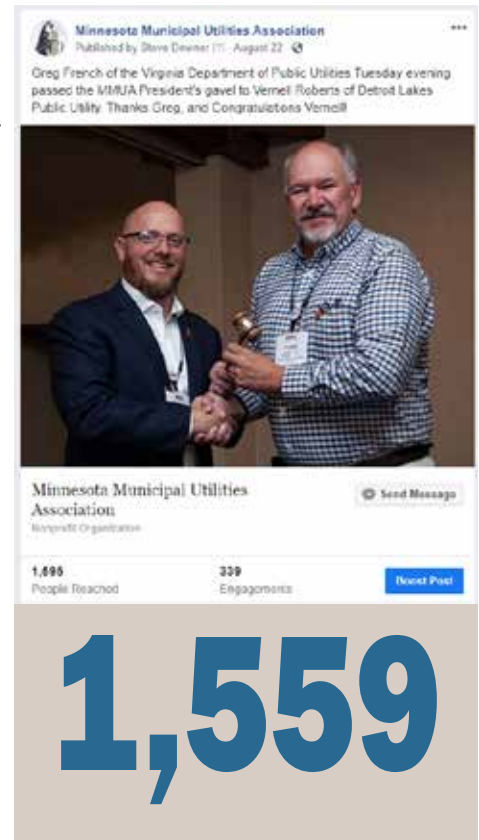 Minnesota Municipal Utilities Association
Published by Steve Downer · August 22 ·
Greg French of the Virginia Department of Public Utilities Tuesday evening
passed the MMUA President's gavel to Vernell Roberts of Detroit Lakes
Public Utility. Thanks Greg, and Congratulations Vernell!
Minnesota Municipal Utilities
Association
Nonprofit Organization
Send Message
339
People Reached
Engagements
Boost Post
1,559